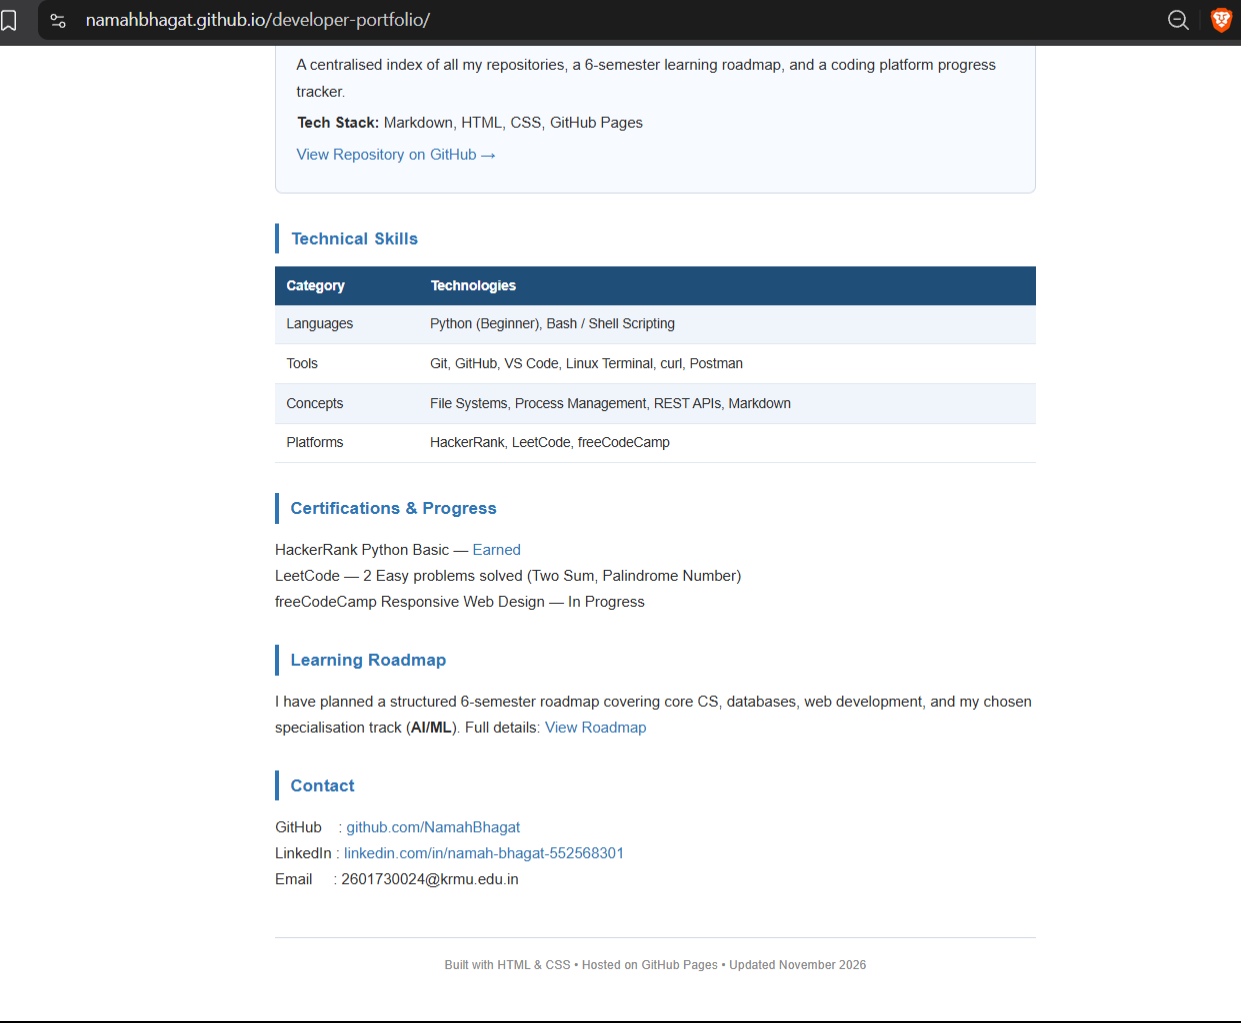 namahbhagat.github.io/developer-portfolio/
A centralised index of all my repositories, a 6-semester learning roadmap, and a coding platform progress
tracker.
Tech Stack: Markdown, HTML, CSS, GitHub Pages
View Repository on GitHub →
Technical Skills
Category Technologies
Languages Python (Beginner), Bash / Shell Scripting
Tools Git, GitHub, VS Code, Linux Terminal, curl, Postman
Concepts File Systems, Process Management, REST APIs, Markdown
Platforms HackerRank, LeetCode, freeCodeCamp
Certifications & Progress
HackerRank Python Basic — Earned
LeetCode — 2 Easy problems solved (Two Sum, Palindrome Number)
freeCodeCamp Responsive Web Design — In Progress
Learning Roadmap
I have planned a structured 6-semester roadmap covering core CS, databases, web development, and my chosen
specialisation track (AI/ML). Full details: View Roadmap
Contact
GitHub : github.com/NamahBhagat
LinkedIn : linkedin.com/in/namah-bhagat-552568301
Email : 2601730024@krmu.edu.in
Built with HTML & CSS • Hosted on GitHub Pages • Updated November 2026